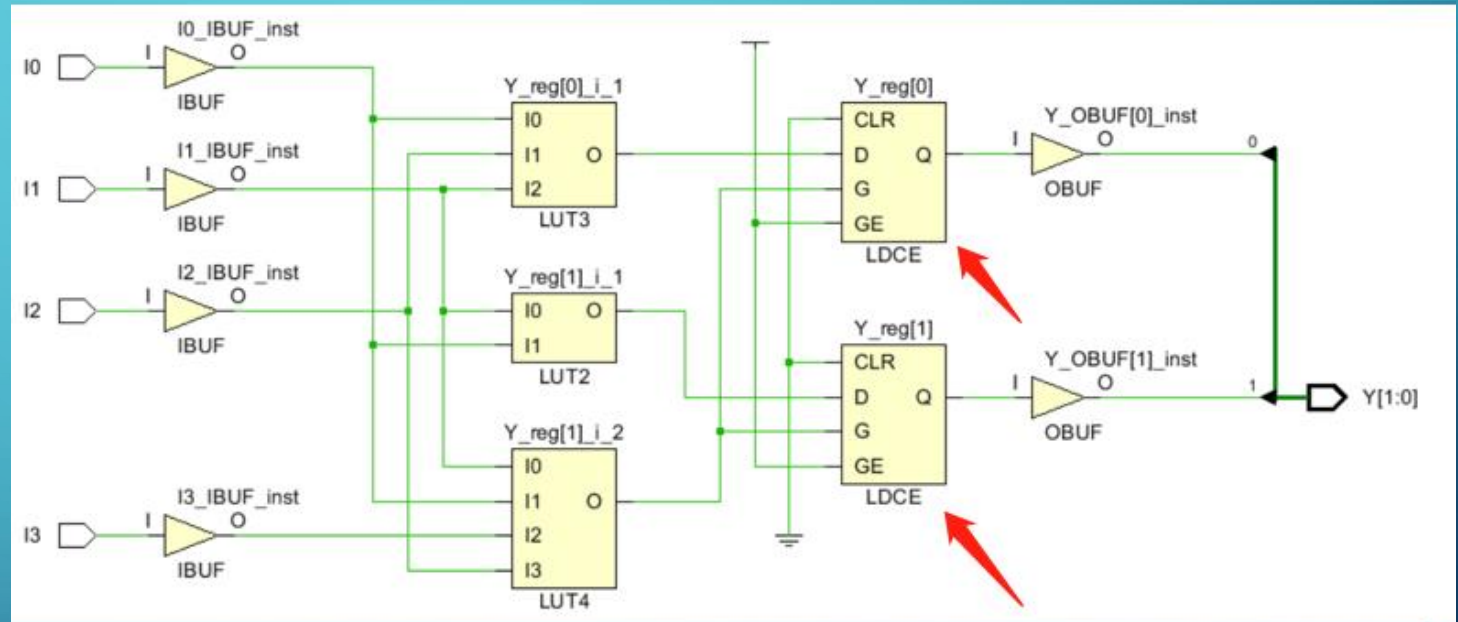 I0_IBUF_inst
I0
I
O
IBUF
I1_IBUF_inst
I1
I
O
IBUF
I2_IBUF_inst
I2
I
O
IBUF
I3_IBUF_inst
I3
I
O
IBUF
Y_reg[0]_i_1
I0
I1
O
I2
LUT3
Y_reg[1]_i_1
I0
O
I1
LUT2
Y_reg[1]_i_2
I0
I1
O
I2
I3
LUT4
Y_reg[0]
CLR
D
Q
G
GE
LDCE
Y_reg[1]
CLR
D
Q
G
GE
LDCE
Y_OBUF[0]_inst
I
O
OBUF
0
Y_OBUF[1]_inst
I
O
OBUF
1
Y[1:0]